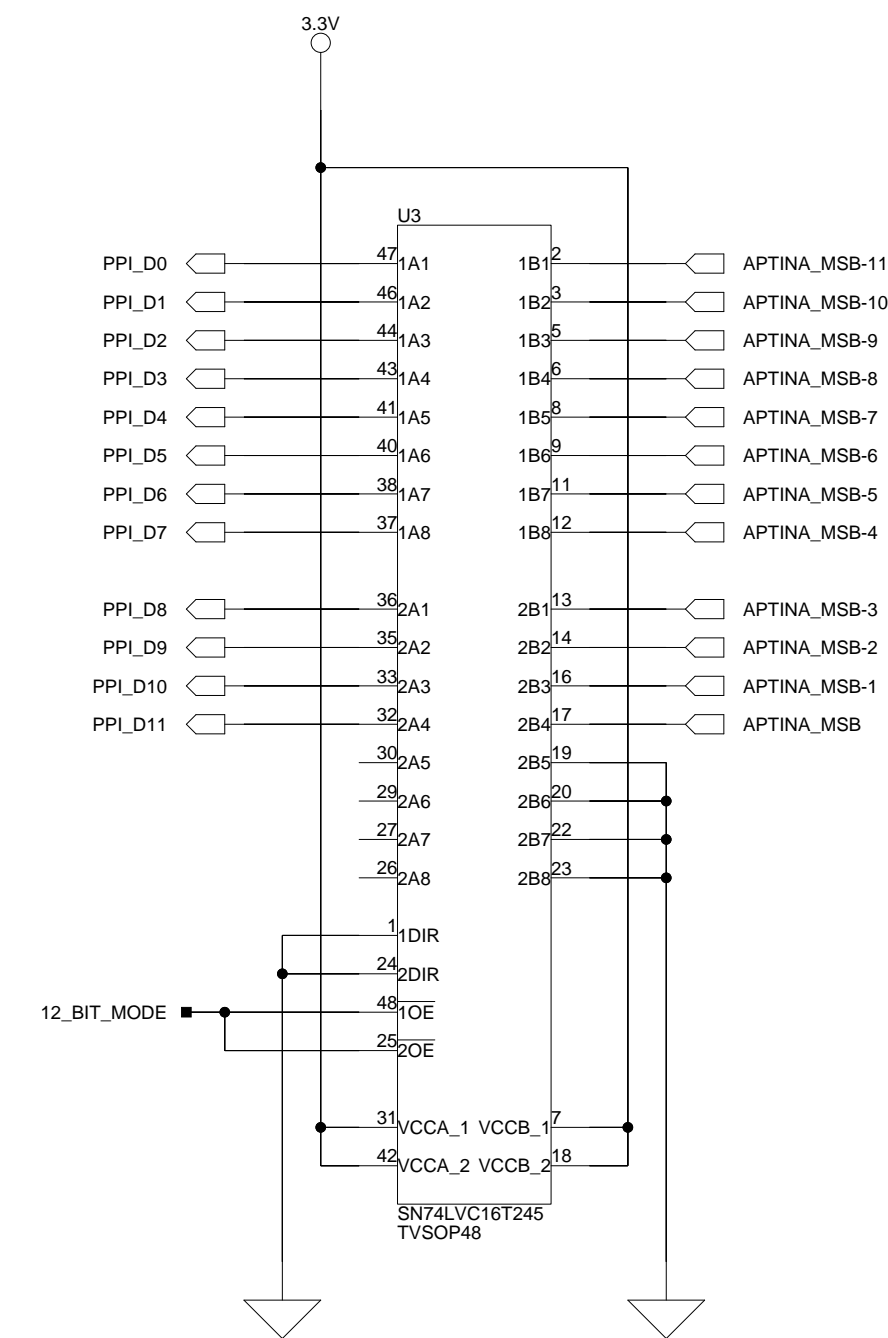 3.3V
U3
PPI_D0 47 1A1 1B1 2 APTINA_MSB-11
PPI_D1 46 1A2 1B2 3 APTINA_MSB-10
PPI_D2 44 1A3 1B3 5 APTINA_MSB-9
PPI_D3 43 1A4 1B4 6 APTINA_MSB-8
PPI_D4 41 1A5 1B5 8 APTINA_MSB-7
PPI_D5 40 1A6 1B6 9 APTINA_MSB-6
PPI_D6 38 1A7 1B7 11 APTINA_MSB-5
PPI_D7 37 1A8 1B8 12 APTINA_MSB-4
PPI_D8 36 2A1 2B1 13 APTINA_MSB-3
PPI_D9 35 2A2 2B2 14 APTINA_MSB-2
PPI_D10 33 2A3 2B3 16 APTINA_MSB-1
PPI_D11 32 2A4 2B4 17 APTINA_MSB
30 2A5 2B5 19
29 2A6 2B6 20
27 2A7 2B7 22
26 2A8 2B8 23
1 1DIR
24 2DIR
12_BIT_MODE 48 1OE
25 2OE
31 VCCA_1 VCCB_1 7
42 VCCA_2 VCCB_2 18
SN74LVC16T245
TVSOP48